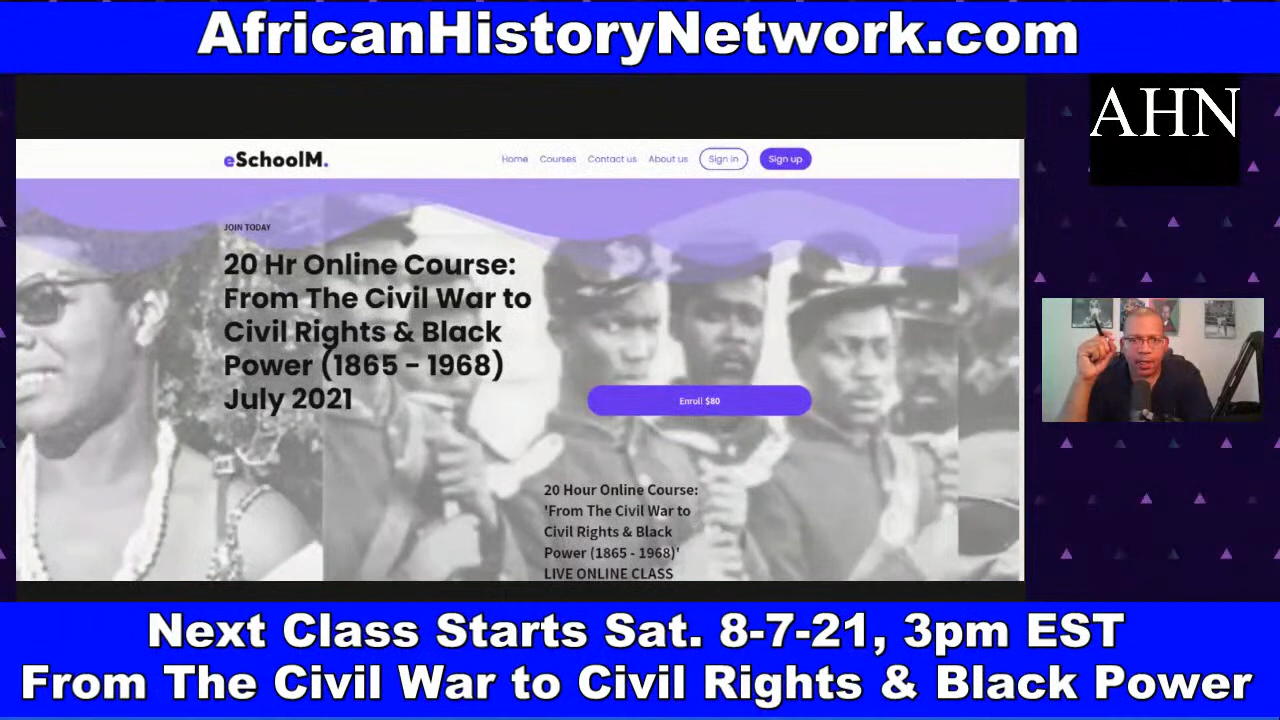 AfricanHistoryNetwork.com
AHN
eSchoolM.
Home Courses Contact us About us Sign in Sign up
JOIN TODAY
20 Hr Online Course:
From The Civil War to
Civil Rights & Black
Power (1865 - 1968)
July 2021
Enroll $80
20 Hour Online Course:
'From The Civil War to
Civil Rights & Black
Power (1865 - 1968)'
LIVE ONLINE CLASS
Next Class Starts Sat. 8-7-21, 3pm EST
From The Civil War to Civil Rights & Black Power